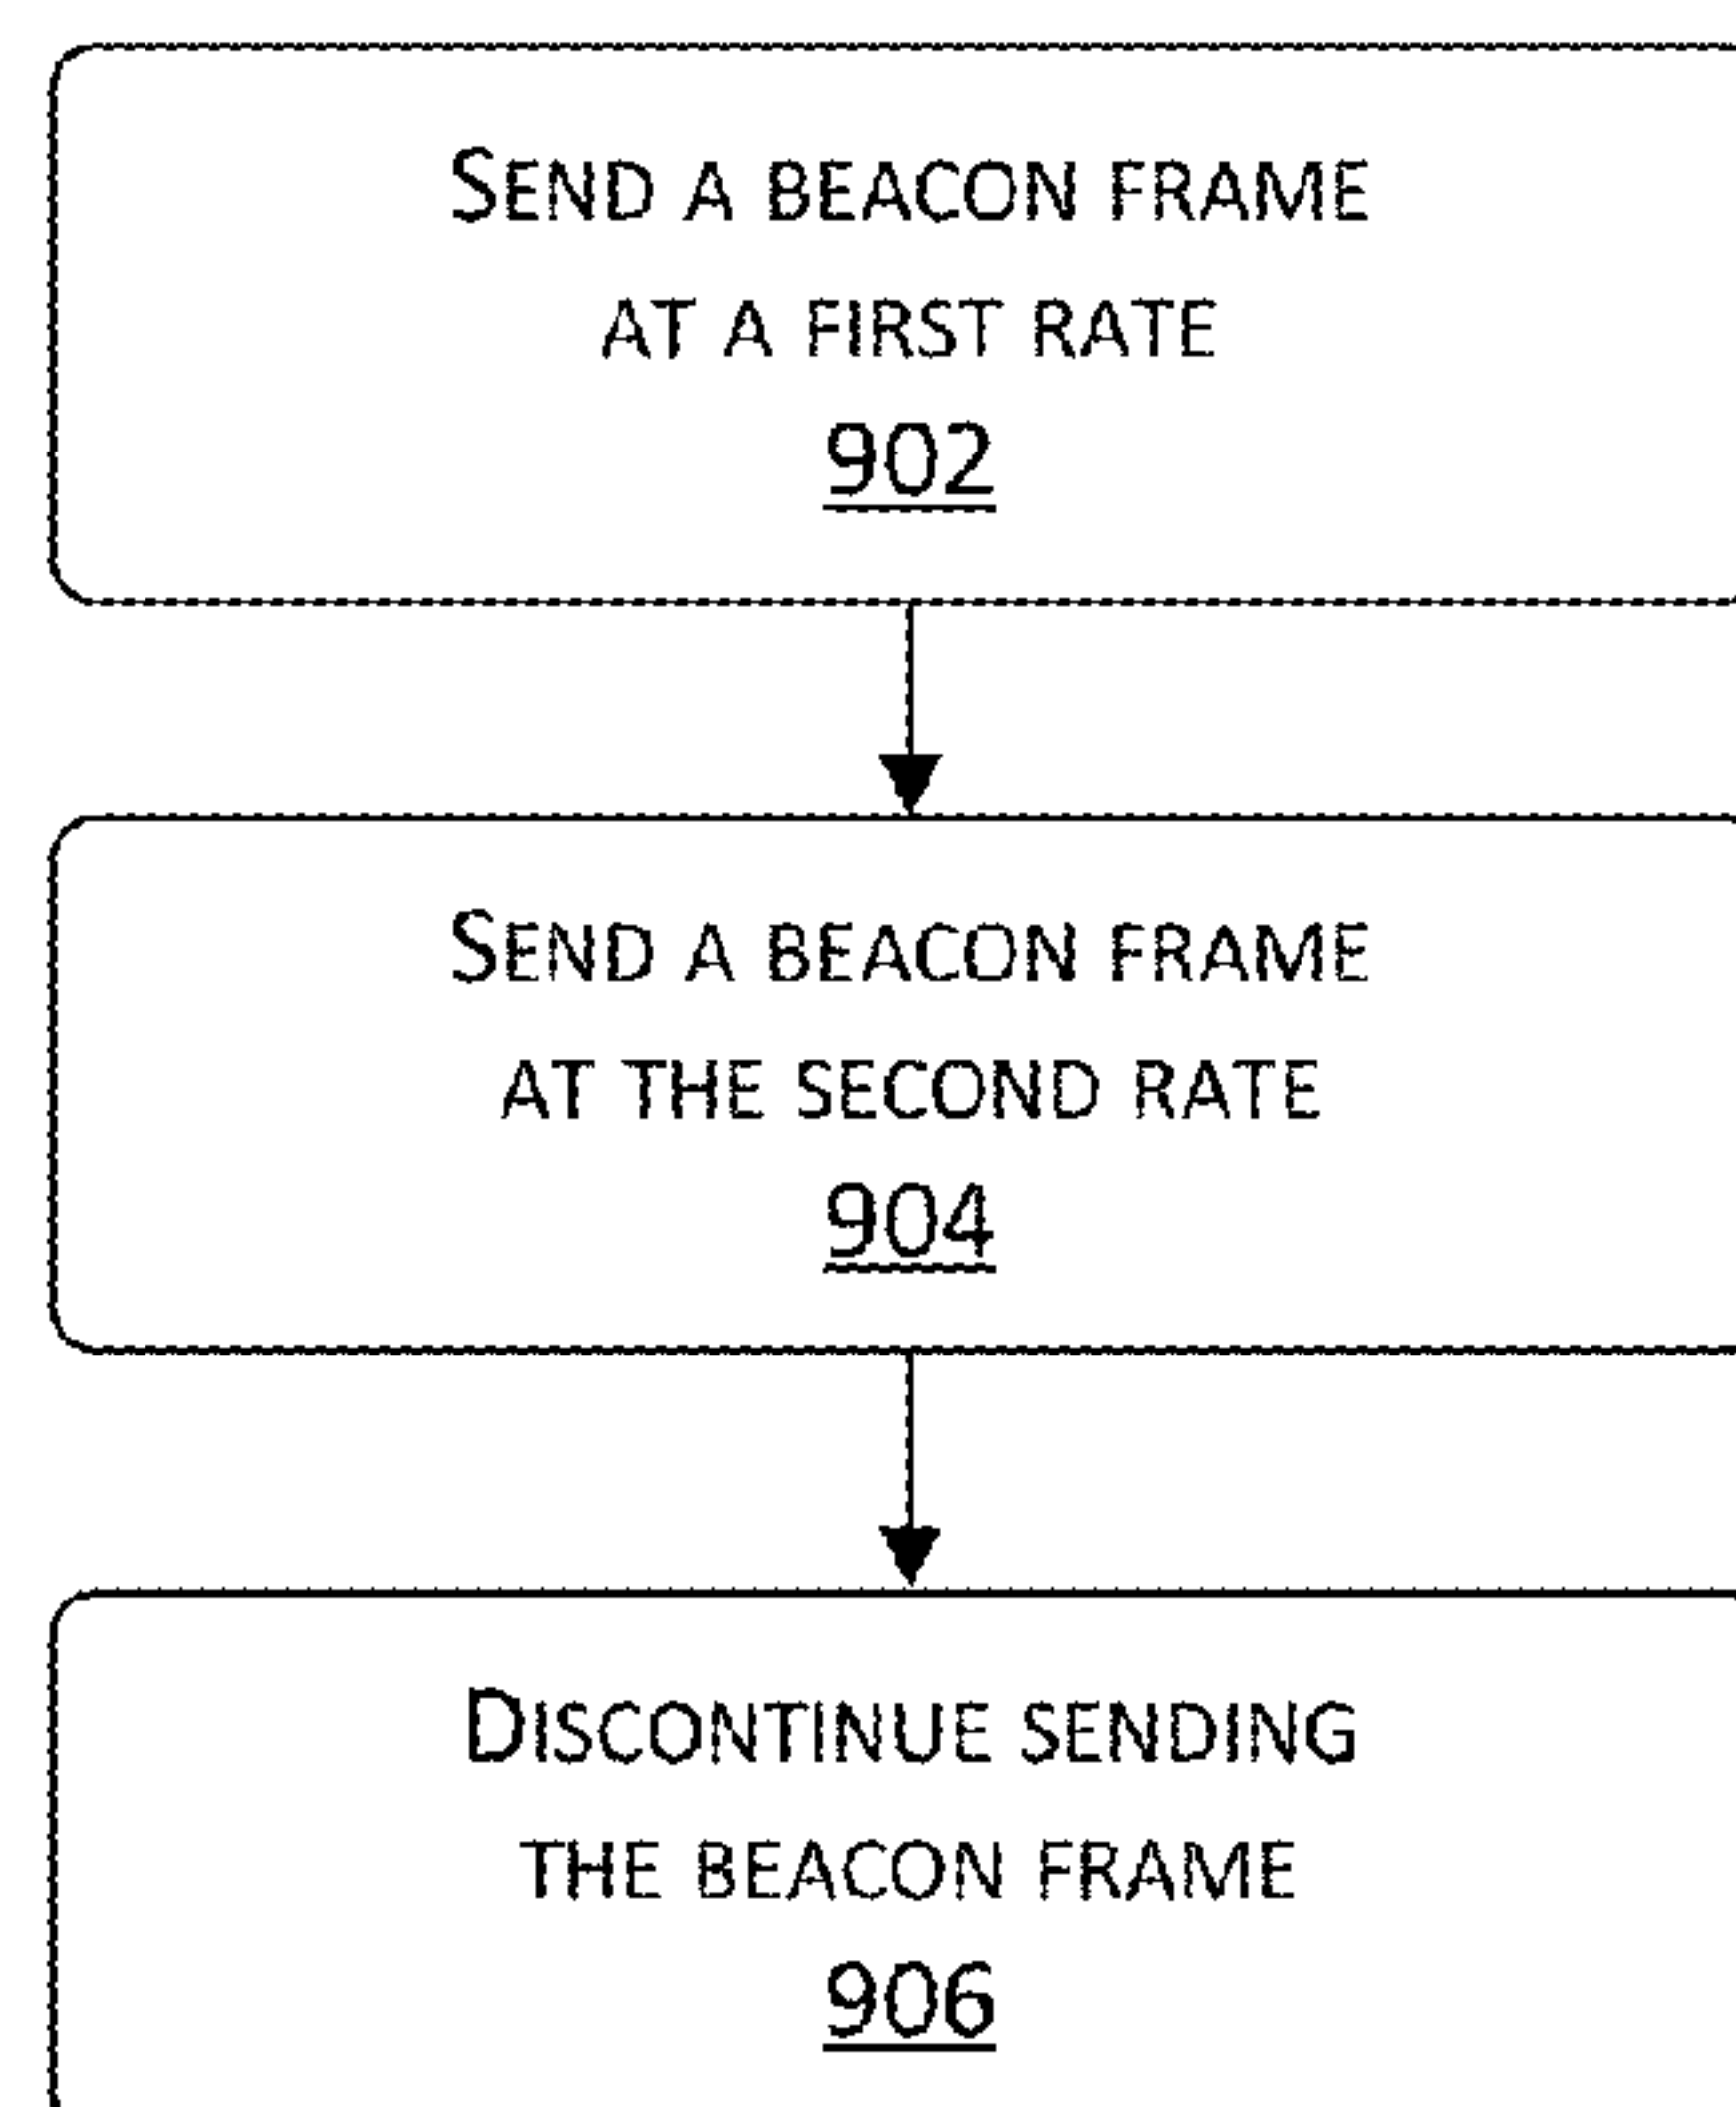 Send a beacon frame
at a first rate
902
Send a beacon frame
at the second rate
904
Discontinue sending
the beacon frame
906